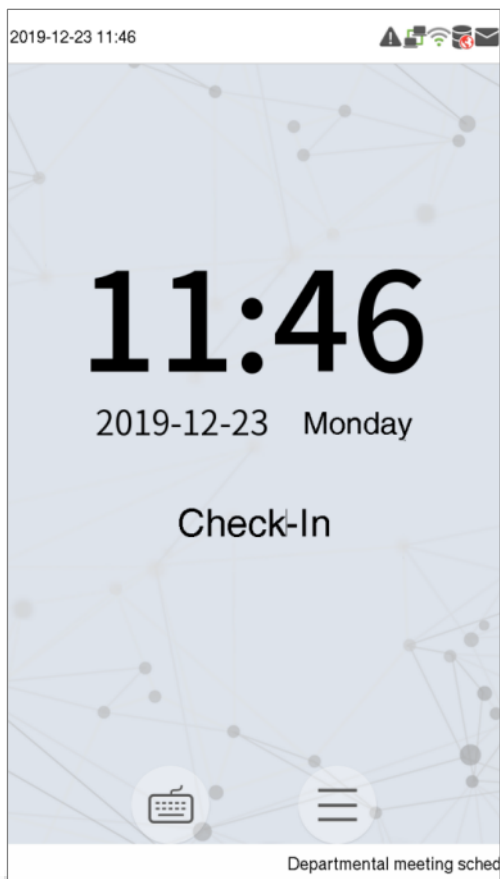 2019-12-23 11:46
11:46
2019-12-23 Monday
Check-In
Departmental meeting sched